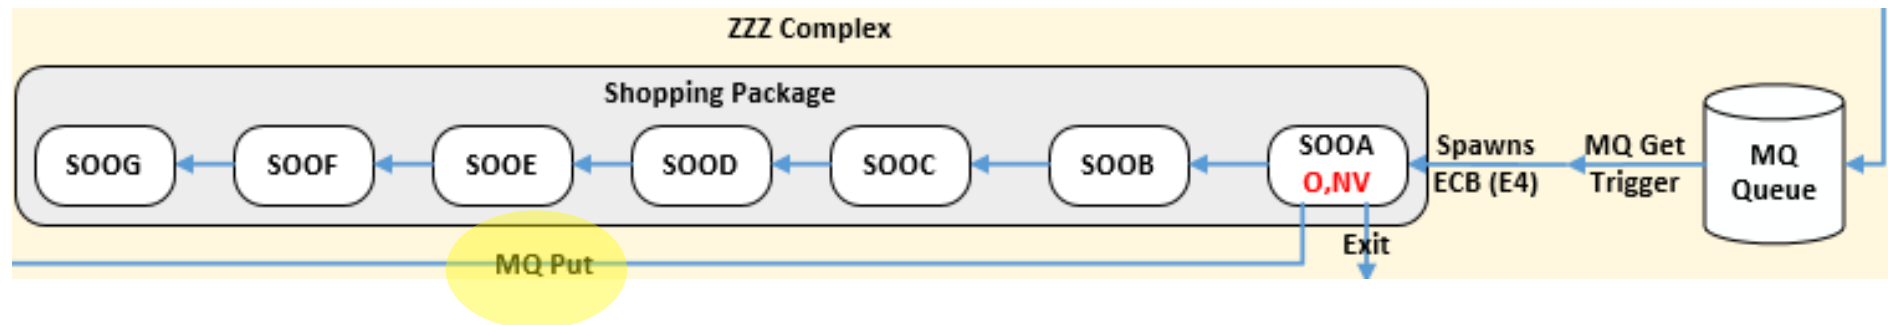 ZZZ Complex
Shopping Package
SOOG
SOOF
SOOE
SOOD
SOOC
SOOB
SOOA
O,NV
Spawns
ECB (E4)
MQ Get
Trigger
MQ
Queue
Exit
MQ Put